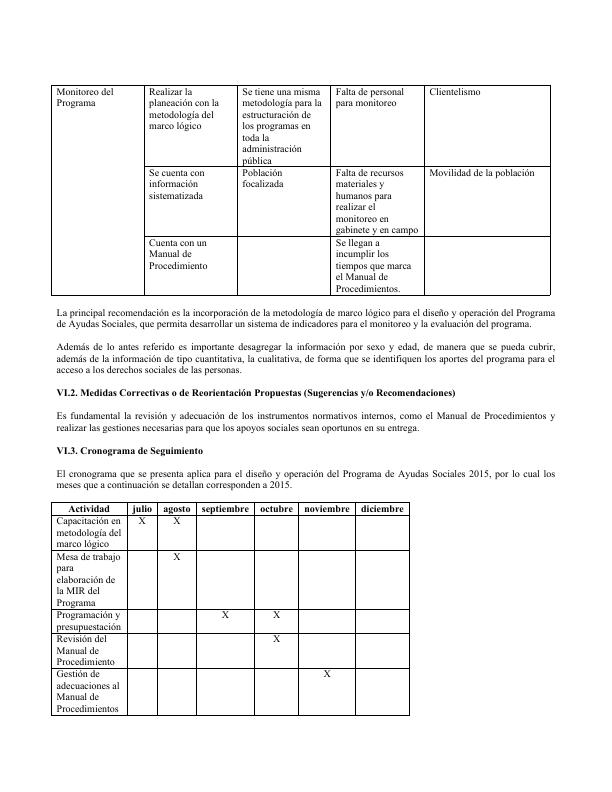 Monitoreo del Programa
Realizar la planeación con la metodología del marco lógico
Se tiene una misma metodología para la estructuración de los programas en toda la administración pública
Falta de personal para monitoreo
Clientelismo
Se cuenta con información sistematizada
Población focalizada
Falta de recursos materiales y humanos para realizar el monitoreo en gabinete y en campo
Movilidad de la población
Cuenta con un Manual de Procedimiento
Se llegan a incumplir los tiempos que marca el Manual de Procedimientos.
La principal recomendación es la incorporación de la metodología de marco lógico para el diseño y operación del Programa
de Ayudas Sociales, que permita desarrollar un sistema de indicadores para el monitoreo y la evaluación del programa.
Además de lo antes referido es importante desagregar la información por sexo y edad, de manera que se pueda cubrir,
además de la información de tipo cuantitativa, la cualitativa, de forma que se identifiquen los aportes del programa para el
acceso a los derechos sociales de las personas.
VI.2. Medidas Correctivas o de Reorientación Propuestas (Sugerencias y/o Recomendaciones)
Es fundamental la revisión y adecuación de los instrumentos normativos internos, como el Manual de Procedimientos y
realizar las gestiones necesarias para que los apoyos sociales sean oportunos en su entrega.
VI.3. Cronograma de Seguimiento
El cronograma que se presenta aplica para el diseño y operación del Programa de Ayudas Sociales 2015, por lo cual los
meses que a continuación se detallan corresponden a 2015.
Actividad julio agosto septiembre octubre noviembre diciembre
Capacitación en metodología del marco lógico X X
Mesa de trabajo para elaboración de la MIR del Programa X
Programación y presupuestación X X
Revisión del Manual de Procedimiento X
Gestión de adecuaciones al Manual de Procedimientos X